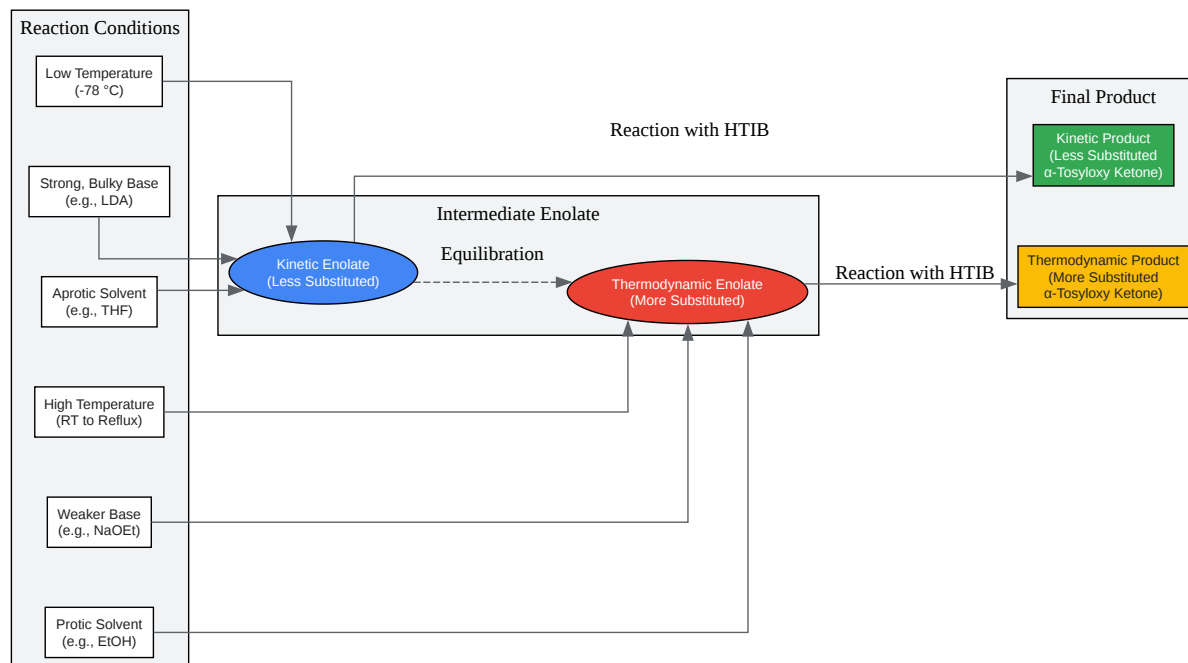 Reaction Conditions
Low Temperature
(-78 °C)
Strong, Bulky Base
(e.g., LDA)
Aprotic Solvent
(e.g., THF)
High Temperature
(RT to Reflux)
Weaker Base
(e.g., NaOEt)
Protic Solvent
(e.g., EtOH)
Intermediate Enolate
Kinetic Enolate
(Less Substituted)
Equilibration
Thermodynamic Enolate
(More Substituted)
Reaction with HTIB
Reaction with HTIB
Final Product
Kinetic Product
(Less Substituted
α-Tosyloxy Ketone)
Thermodynamic Product
(More Substituted
α-Tosyloxy Ketone)